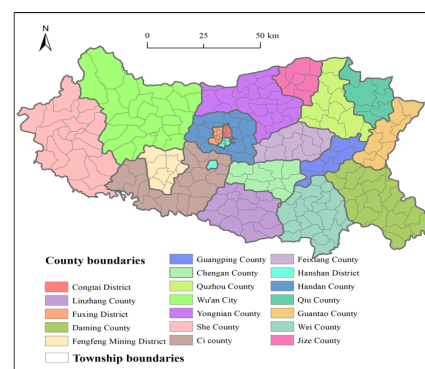 N
0 25 50 km
County boundaries
Congtai District
Linzhang County
Fuxing District
Daming County
Fengfeng Mining District
Guangping County
Chengan County
Quzhou County
Wu'an City
Yongnian County
She County
Ci county
Feixiang County
Hanshan District
Handan County
Qiu County
Guantao County
Wei County
Jize County
Township boundaries